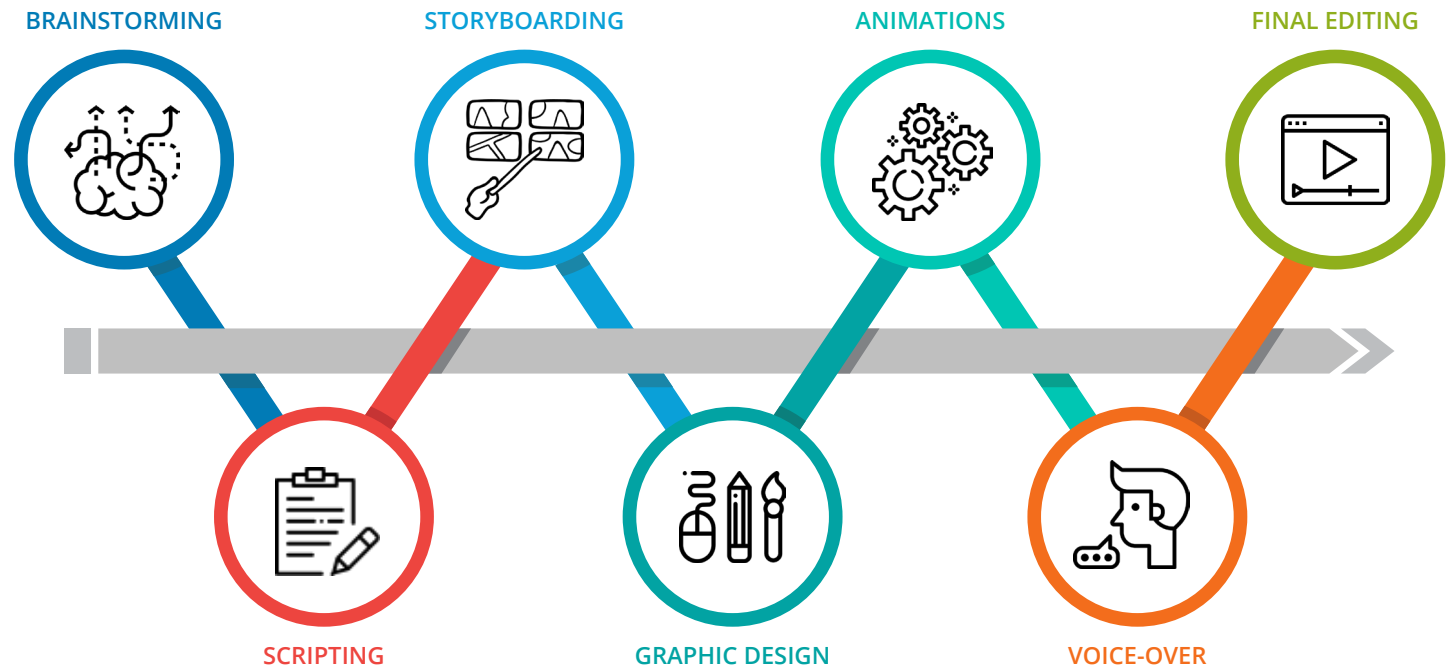 BRAINSTORMING
STORYBOARDING
ANIMATIONS
FINAL EDITING
SCRIPTING
GRAPHIC DESIGN
VOICE-OVER